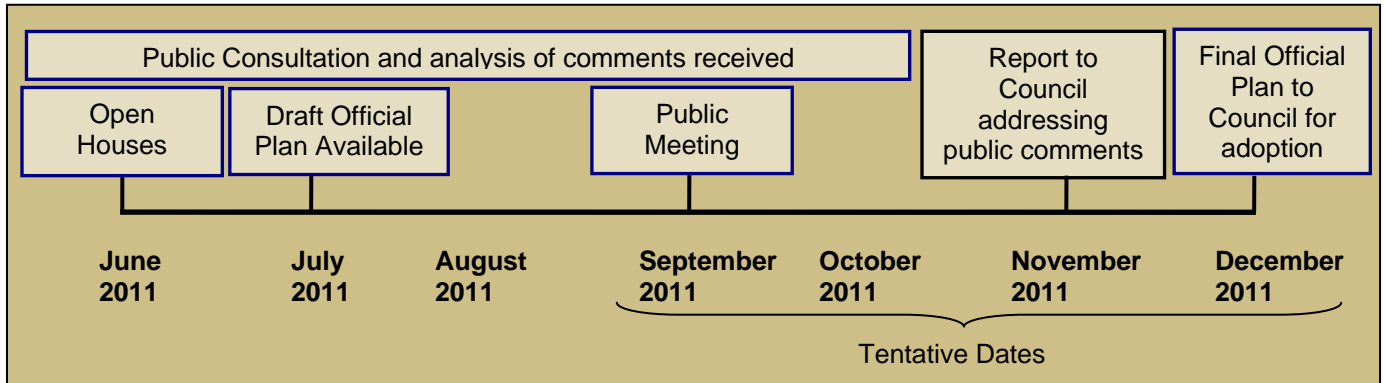 Public Consultation and analysis of comments received
Open
Houses
Draft Official
Plan Available
Public
Meeting
Report to
Council
addressing
public comments
Final Official
Plan to
Council for
adoption
June
2011
July
2011
August
2011
September
2011
October
2011
November
2011
December
2011
Tentative Dates